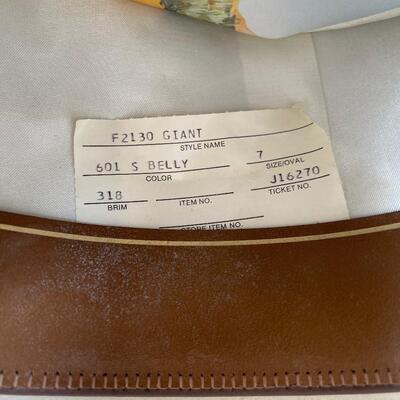 F2130 GIANT
STYLE NAME
601 S BELLY 7
COLOR SIZE/OVAL
318 J16270
BRIM ITEM NO. TICKET NO.
STORE ITEM NO.